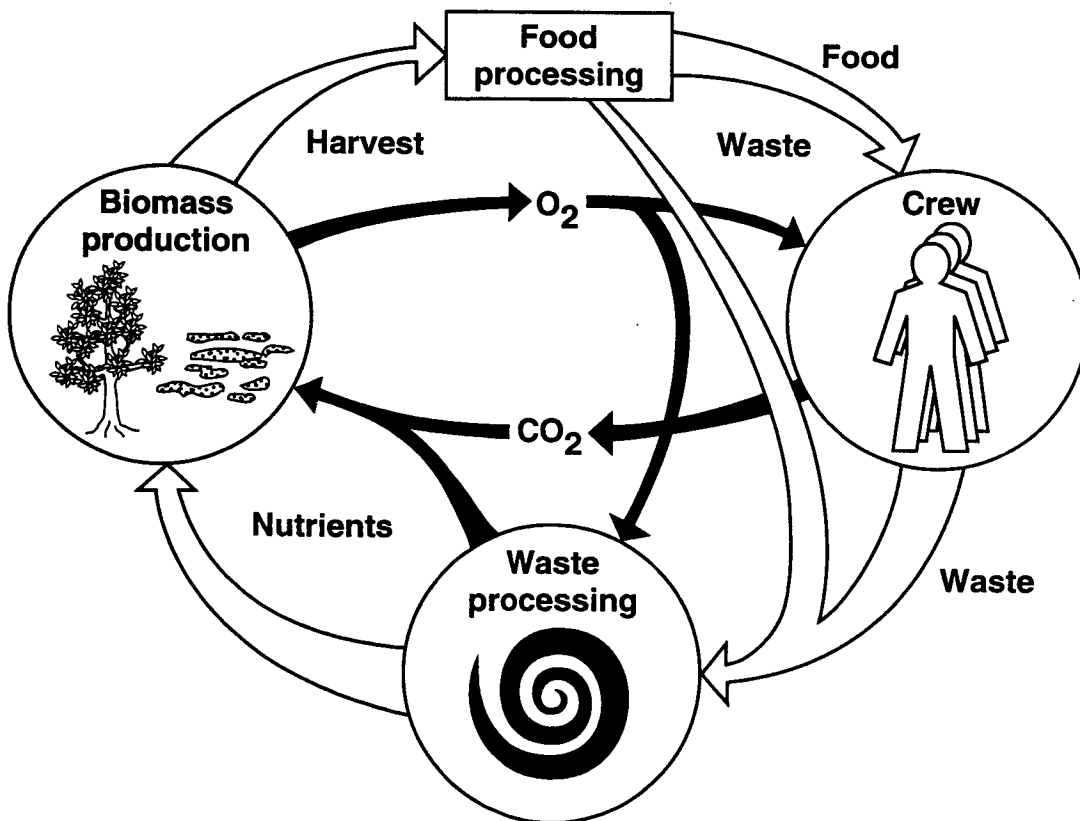 Food
processing
Food
Harvest
Waste
Biomass
production
O2
Crew
CO2
Nutrients
Waste
processing
Waste